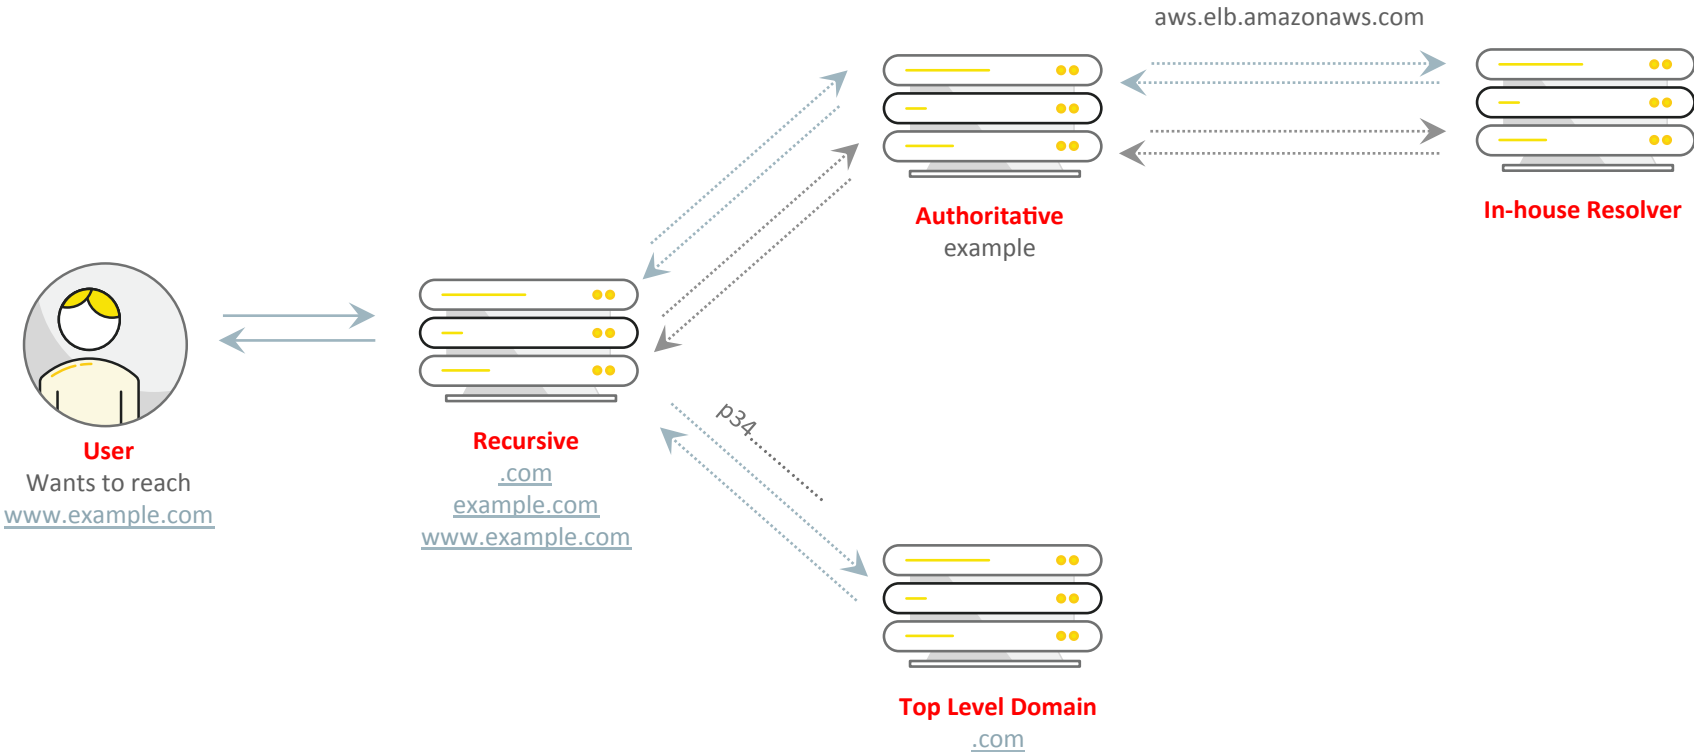 aws.elb.amazonaws.com
Authoritative
example
In-house Resolver
User
Wants to reach
www.example.com
Recursive
.com
example.com
www.example.com
p34
Top Level Domain
.com